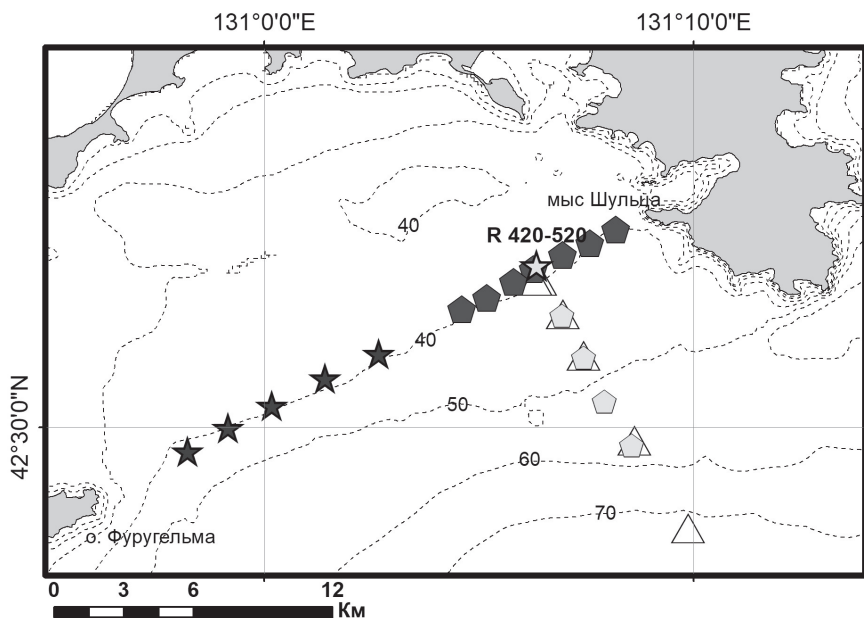 131°0'0"E
131°10'0"E
мыс Шульца
40
R 420-520
40
50
42°30'0"N
60
70
о. Фуругельма
0 3 6 12
Км